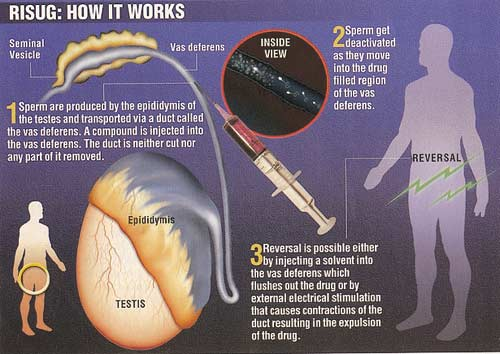 RISUG: HOW IT WORKS
Seminal
Vesicle
Vas deferens
INSIDE
VIEW
1 Sperm are produced by the epididymis of
the testes and transported via a duct called
the vas deferens. A compound is injected into
the vas deferens. The duct is neither cut nor
any part of it removed.
2 Sperm get
deactivated
as they move
into the drug
filled region
of the vas
deferens.
REVERSAL
Epididymis
TESTIS
3 Reversal is possible either
by injecting a solvent into
the vas deferens which
flushes out the drug or by
external electrical stimulation
that causes contractions of the
duct resulting in the expulsion
of the drug.